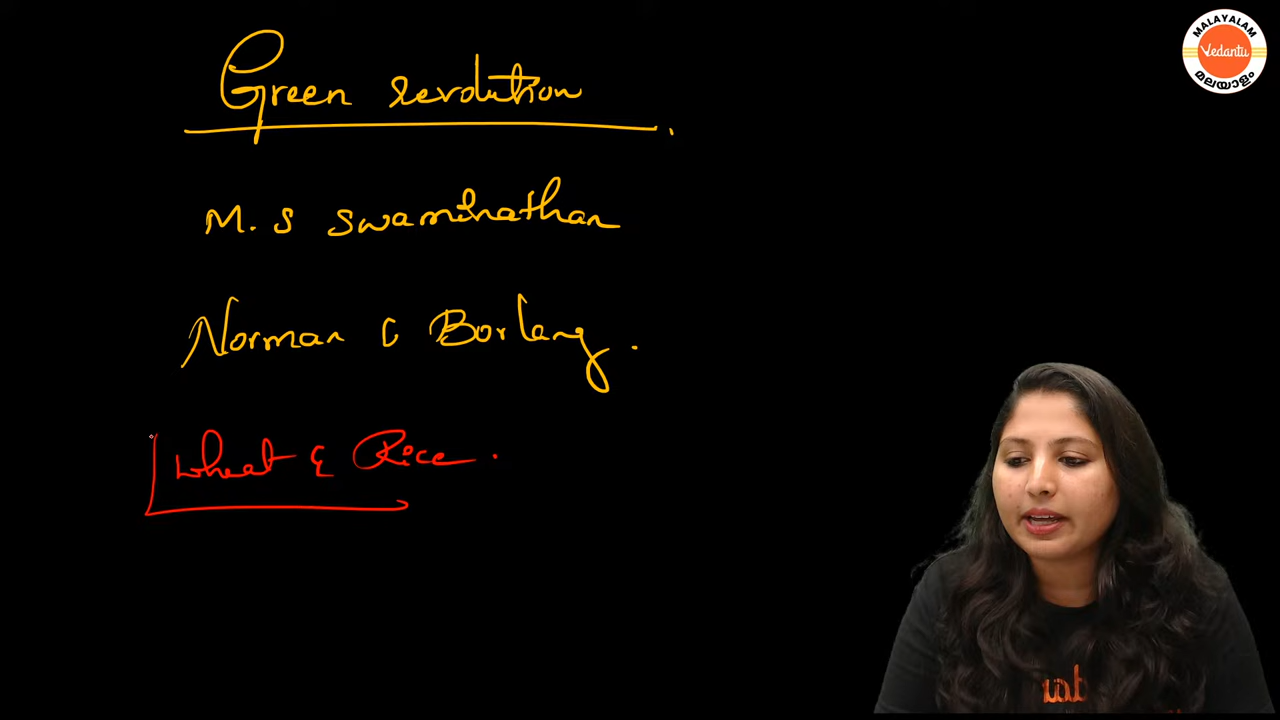 Green revolution.
M. S Swaminathan
Norman C Borlang.
Wheat & Rice.
MALAYALAM
Vedantu
മലയാളം